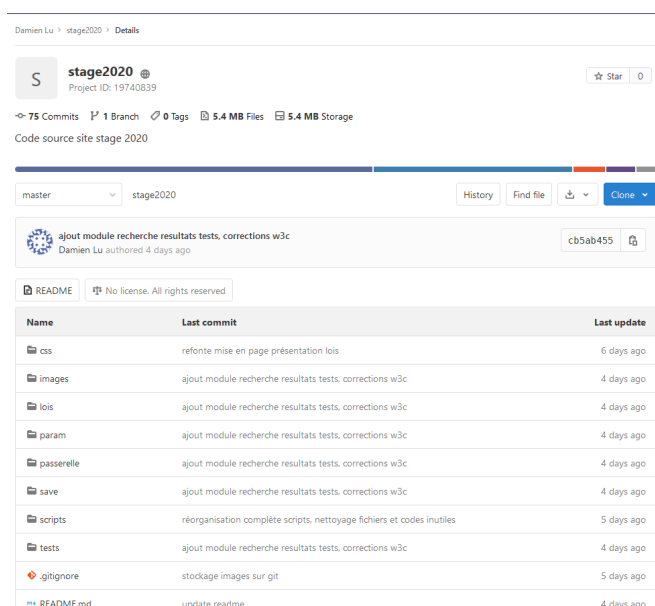 Damien Lu > stage2020 > Details
S
stage2020
Project ID: 19740839
Star 0
75 Commits 1 Branch 0 Tags 5.4 MB Files 5.4 MB Storage
Code source site stage 2020
master stage2020 History Find file Clone
ajout module recherche resultats tests, corrections w3c
Damien Lu authored 4 days ago
cb5ab455
README No license. All rights reserved
Name Last commit Last update
css refonte mise en page présentation lois 6 days ago
images ajout module recherche resultats tests, corrections w3c 4 days ago
lois ajout module recherche resultats tests, corrections w3c 4 days ago
param ajout module recherche resultats tests, corrections w3c 4 days ago
passerelle ajout module recherche resultats tests, corrections w3c 4 days ago
save ajout module recherche resultats tests, corrections w3c 4 days ago
scripts réorganisation complète scripts, nettoyage fichiers et codes inutiles 5 days ago
tests ajout module recherche resultats tests, corrections w3c 4 days ago
.gitignore stockage images sur git 5 days ago
README.md update readme 4 days ago